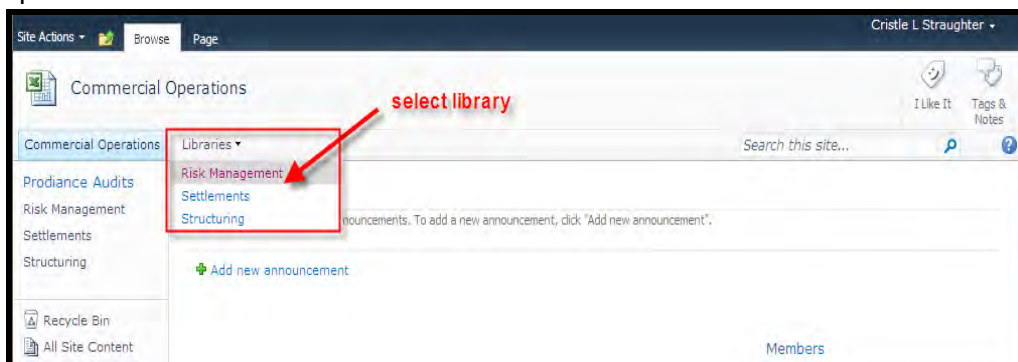 Site Actions Browse Page Cristle L Straughter
Commercial Operations
select library
I Like It Tags & Notes
Commercial Operations Libraries Search this site...
Prodiance Audits
Risk Management
Settlements
Structuring
Risk Management
Settlements
Structuring
nouncements. To add a new announcement, click "Add new announcement".
Add new announcement
Recycle Bin
All Site Content
Members